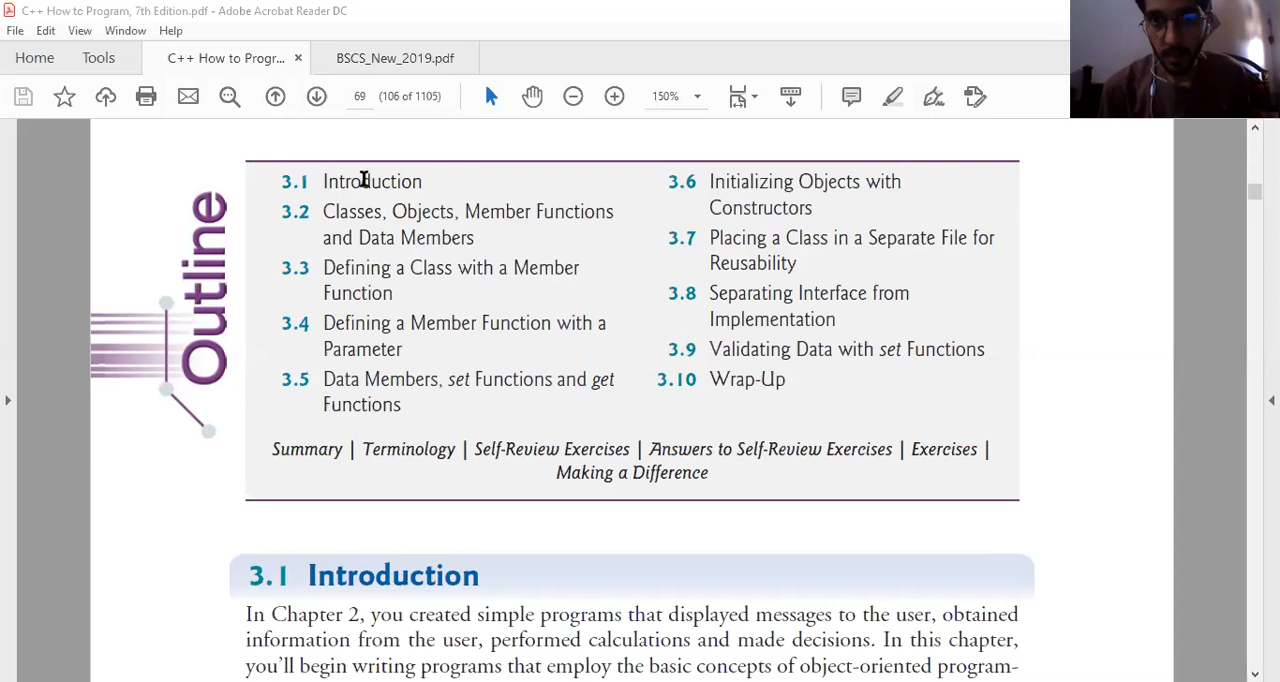 C++ How to Program, 7th Edition.pdf - Adobe Acrobat Reader DC
File Edit View Window Help
Home Tools C++ How to Progr... × BSCS_New_2019.pdf
69 (106 of 1105) 150%
Outline
3.1 Introduction
3.2 Classes, Objects, Member Functions
and Data Members
3.3 Defining a Class with a Member
Function
3.4 Defining a Member Function with a
Parameter
3.5 Data Members, set Functions and get
Functions
3.6 Initializing Objects with
Constructors
3.7 Placing a Class in a Separate File for
Reusability
3.8 Separating Interface from
Implementation
3.9 Validating Data with set Functions
3.10 Wrap-Up
Summary | Terminology | Self-Review Exercises | Answers to Self-Review Exercises | Exercises |
Making a Difference
3.1 Introduction
In Chapter 2, you created simple programs that displayed messages to the user, obtained
information from the user, performed calculations and made decisions. In this chapter,
you'll begin writing programs that employ the basic concepts of object-oriented program-